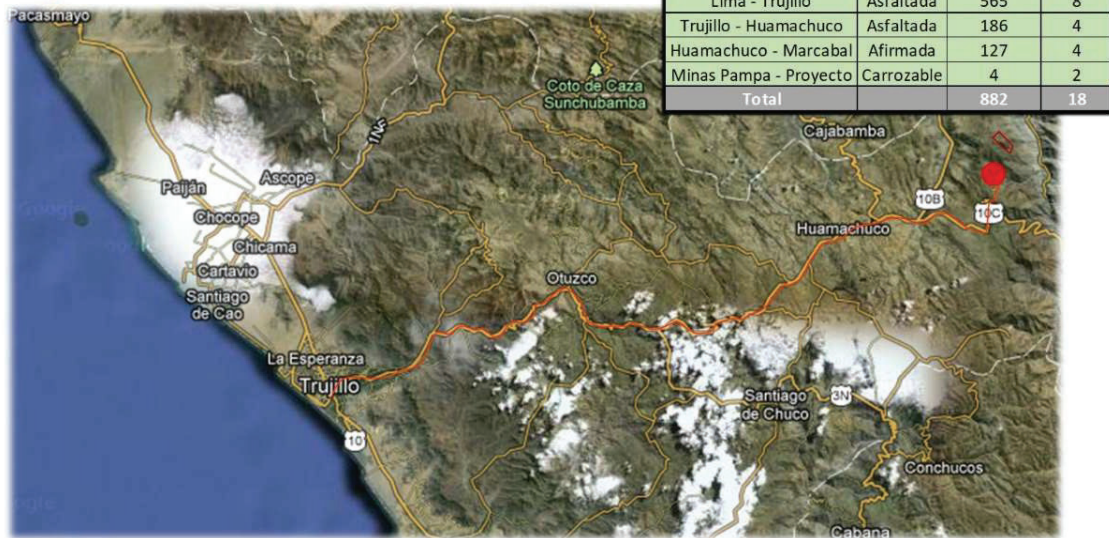 Lima - Trujillo Asfaltada 565 8
Trujillo - Huamachuco Asfaltada 186 4
Huamachuco - Marcabal Afirmada 127 4
Minas Pampa - Proyecto Carrozable 4 2
Total 882 18
Pacasmayo
Coto de Caza
Sunchubamba
1NF
Cajabamba
Paiján
Ascope
Chocope
10B
10C
Chicama
Huamachuco
Cartavio
Otuzco
Santiago
de Cao
La Esperanza
Trujillo
Santiago
de Chuco
3N
10
Conchucos
Cabana
Google